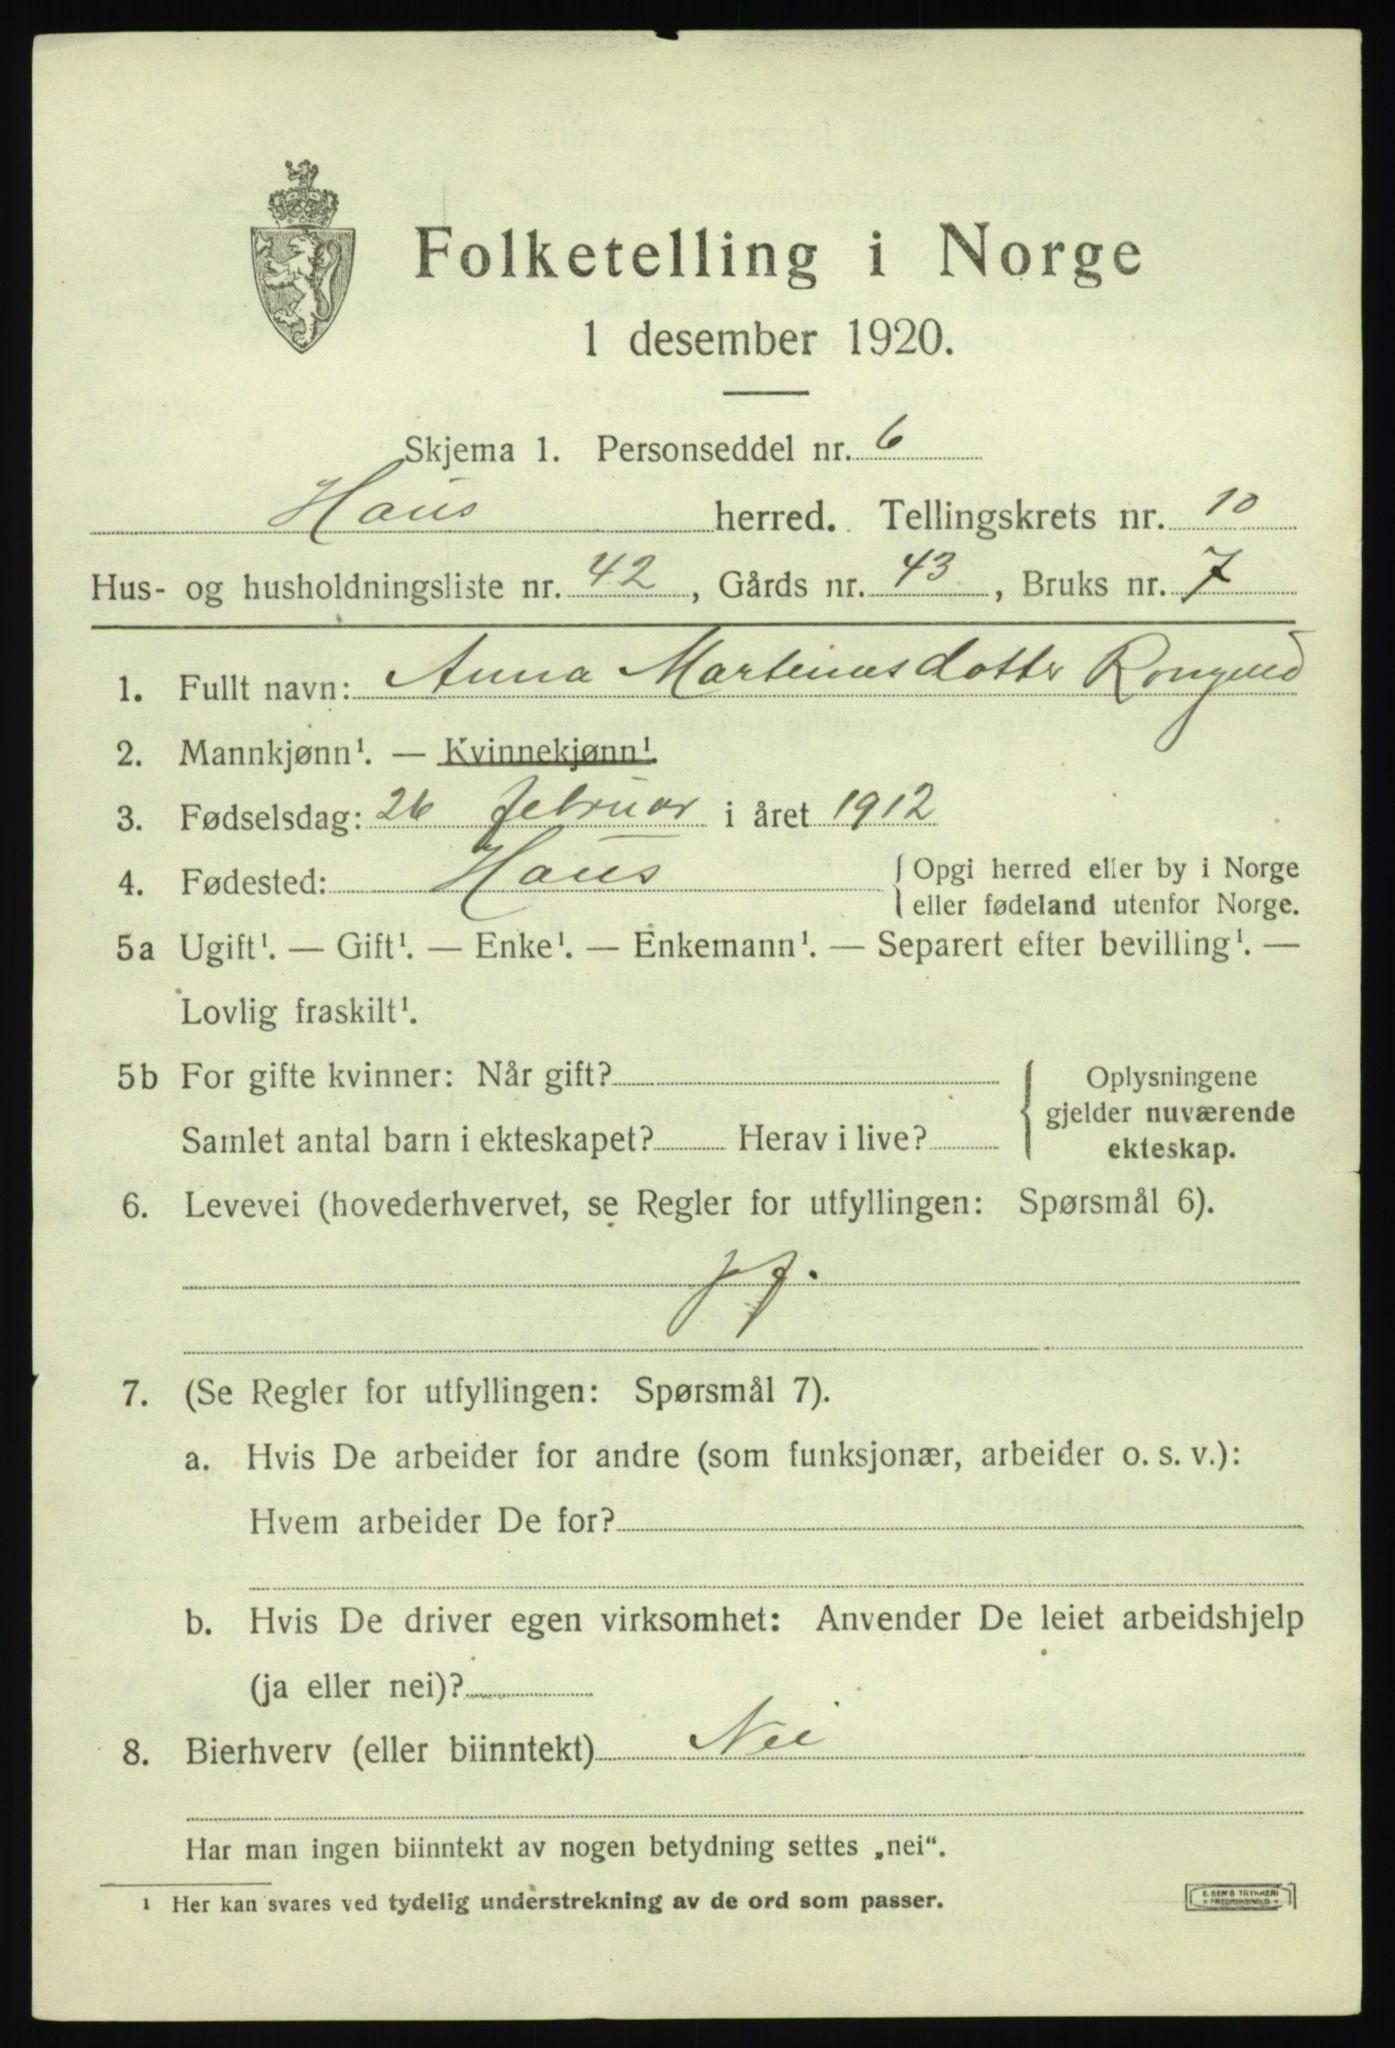 Folketelling i Norge
1 desember 1920.
Skjema 1. Personseddel nr. 6
Haus herred. Tellingskrets nr. 10
Hus- og husholdningsliste nr. 42, Gårds nr. 43, Bruks nr. 7
1. Fullt navn: Anna Martinusdotter
2. Mannkjønn¹. — Kvinnekjønn¹.
3. Fødselsdag: 26 februar i året 1912
4. Fødested: Haus { Opgi herred eller by i Norge
eller fødeland utenfor Norge.
5a Ugift¹. — Gift¹. — Enke¹. — Enkemann¹. — Separert efter bevilling¹. —
Lovlig fraskilt¹.
5b For gifte kvinner: Når gift? { Oplysningene
gjelder nuværende
Samlet antal barn i ekteskapet? Herav i live?
ekteskap.
6. Levevei (hovederhvervet, se Regler for utfyllingen: Spørsmål 6).
7. (Se Regler for utfyllingen: Spørsmål 7).
a. Hvis De arbeider for andre (som funksjonær, arbeider o. s. v.):
Hvem arbeider De for?
b. Hvis De driver egen virksomhet: Anvender De leiet arbeidshjelp
(ja eller nei)?
8. Bierhverv (eller biinntekt) Nei
Har man ingen biinntekt av nogen betydning settes „nei“.
¹ Her kan svares ved tydelig understrekning av de ord som passer.
E. SEM'S TRYKKERI
FREDRIKSHALD